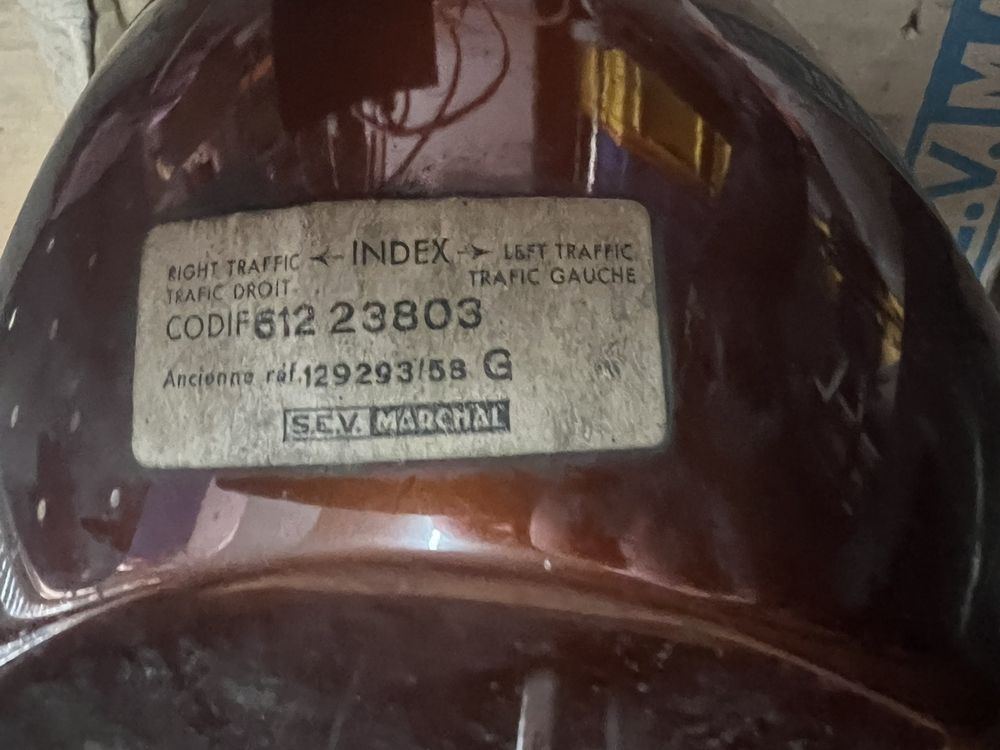 RIGHT TRAFFIC ← INDEX → LEFT TRAFFIC
TRAFIC DROIT TRAFIC GAUCHE
CODIF 612 23803
Ancienne réf. 129293/58 G
S.E.V. MARCHAL
.V.M